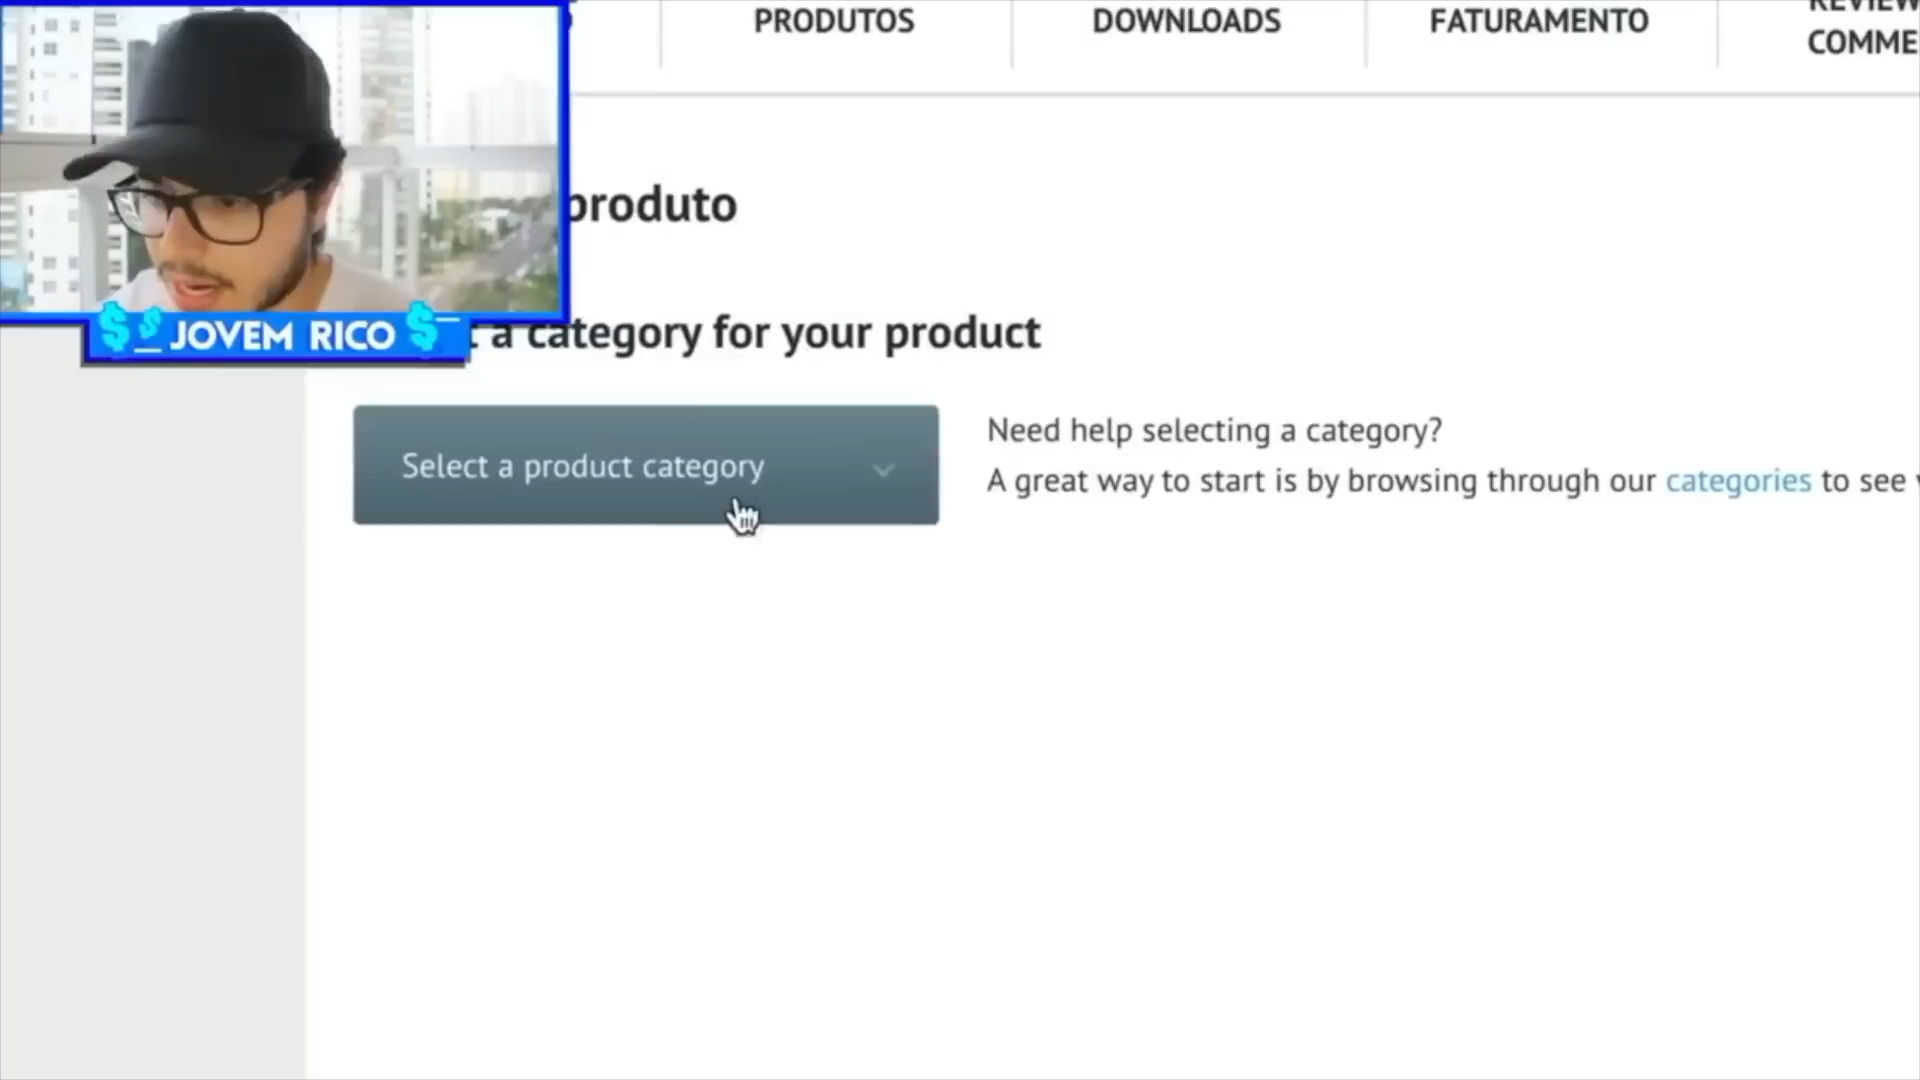 PRODUTOS
DOWNLOADS
FATURAMENTO
COMME
produto
a category for your product
JOVEM RICO
Select a product category
Need help selecting a category?
A great way to start is by browsing through our categories to see